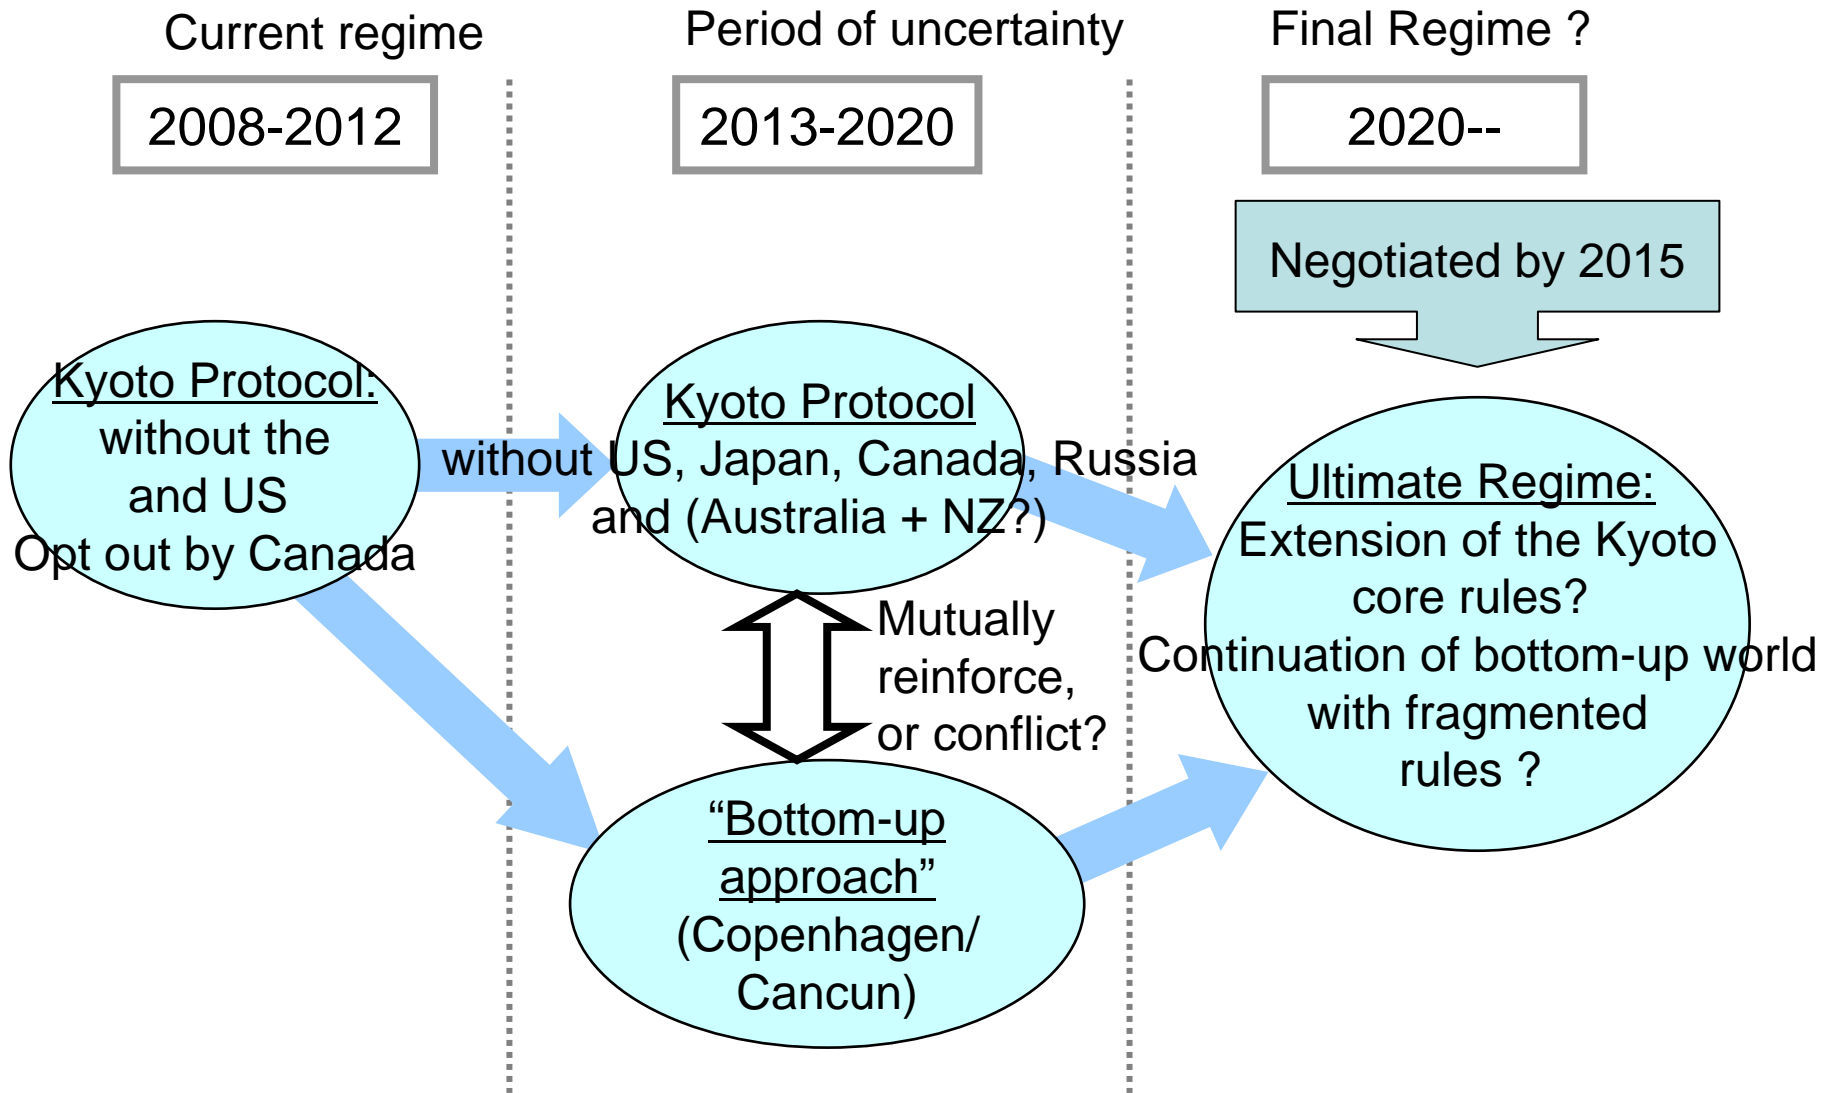 Current regime
Period of uncertainty
Final Regime ?
2008-2012
2013-2020
2020--
Negotiated by 2015
Kyoto Protocol:
without the
and US
Opt out by Canada
Kyoto Protocol
without US, Japan, Canada, Russia
and (Australia + NZ?)
Mutually
reinforce,
or conflict?
“Bottom-up
approach”
(Copenhagen/
Cancun)
Ultimate Regime:
Extension of the Kyoto
core rules?
Continuation of bottom-up world
with fragmented
rules ?